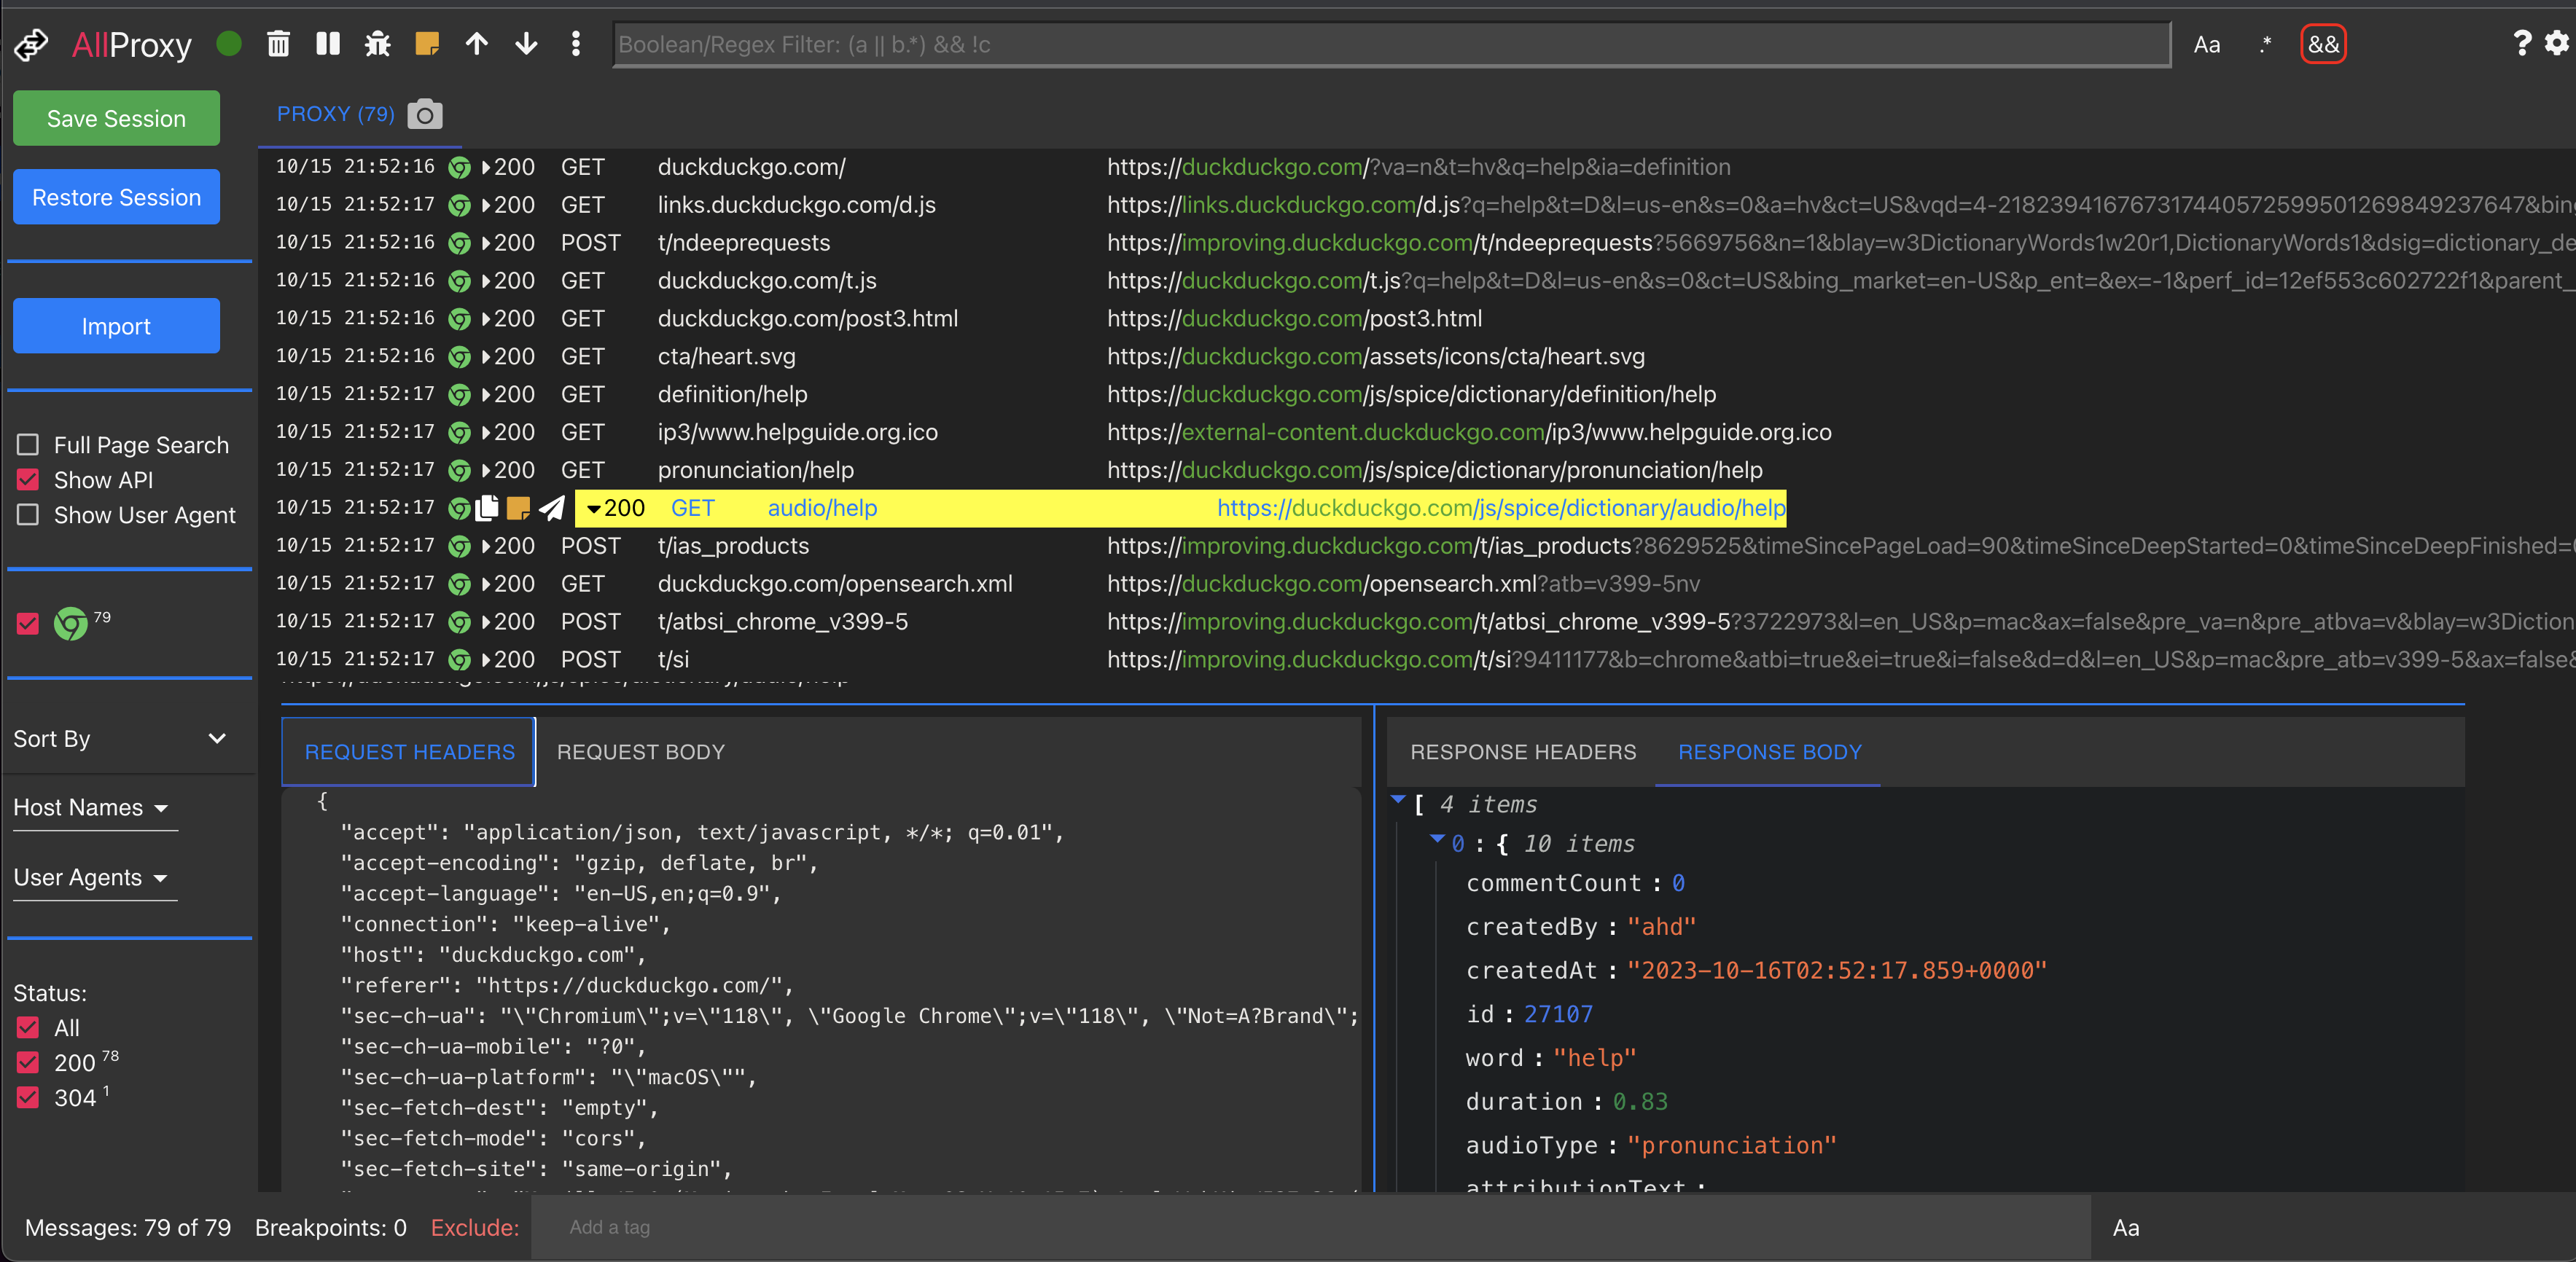 AllProxy
Boolean/Regex Filter: (a || b.*) && !c
Aa .* && ?
Save Session
Restore Session
Import
Full Page Search
Show API
Show User Agent
79
Sort By
Host Names
User Agents
Status:
All
200 78
304 1
PROXY (79)
10/15 21:52:16 200 GET duckduckgo.com/ https://duckduckgo.com/?va=n&t=hv&q=help&ia=definition
10/15 21:52:17 200 GET links.duckduckgo.com/d.js https://links.duckduckgo.com/d.js?q=help&t=D&l=us-en&s=0&a=hv&ct=US&vqd=4-218239416767317440572599501269849237647&bin
10/15 21:52:16 200 POST t/ndeeprequests https://improving.duckduckgo.com/t/ndeeprequests?5669756&n=1&blay=w3DictionaryWords1w20r1,DictionaryWords1&dsig=dictionary_de
10/15 21:52:16 200 GET duckduckgo.com/t.js https://duckduckgo.com/t.js?q=help&t=D&l=us-en&s=0&ct=US&bing_market=en-US&p_ent=&ex=-1&perf_id=12ef553c602722f1&parent_
10/15 21:52:16 200 GET duckduckgo.com/post3.html https://duckduckgo.com/post3.html
10/15 21:52:16 200 GET cta/heart.svg https://duckduckgo.com/assets/icons/cta/heart.svg
10/15 21:52:17 200 GET definition/help https://duckduckgo.com/js/spice/dictionary/definition/help
10/15 21:52:17 200 GET ip3/www.helpguide.org.ico https://external-content.duckduckgo.com/ip3/www.helpguide.org.ico
10/15 21:52:17 200 GET pronunciation/help https://duckduckgo.com/js/spice/dictionary/pronunciation/help
10/15 21:52:17 200 GET audio/help https://duckduckgo.com/js/spice/dictionary/audio/help
10/15 21:52:17 200 POST t/ias_products https://improving.duckduckgo.com/t/ias_products?8629525&timeSincePageLoad=90&timeSinceDeepStarted=0&timeSinceDeepFinished=
10/15 21:52:17 200 GET duckduckgo.com/opensearch.xml https://duckduckgo.com/opensearch.xml?atb=v399-5nv
10/15 21:52:17 200 POST t/atbsi_chrome_v399-5 https://improving.duckduckgo.com/t/atbsi_chrome_v399-5?3722973&l=en_US&p=mac&ax=false&pre_va=n&pre_atbva=v&blay=w3Diction
10/15 21:52:17 200 POST t/si https://improving.duckduckgo.com/t/si?9411177&b=chrome&atbi=true&ei=true&i=false&d=d&l=en_US&p=mac&pre_atb=v399-5&ax=false&
REQUEST HEADERS REQUEST BODY
{
"accept": "application/json, text/javascript, */*; q=0.01",
"accept-encoding": "gzip, deflate, br",
"accept-language": "en-US,en;q=0.9",
"connection": "keep-alive",
"host": "duckduckgo.com",
"referer": "https://duckduckgo.com/",
"sec-ch-ua": "\"Chromium\";v=\"118\", \"Google Chrome\";v=\"118\", \"Not=A?Brand\";
"sec-ch-ua-mobile": "?0",
"sec-ch-ua-platform": "\"macOS\"",
"sec-fetch-dest": "empty",
"sec-fetch-mode": "cors",
"sec-fetch-site": "same-origin",
RESPONSE HEADERS RESPONSE BODY
[ 4 items
0 : { 10 items
commentCount : 0
createdBy : "ahd"
createdAt : "2023-10-16T02:52:17.859+0000"
id : 27107
word : "help"
duration : 0.83
audioType : "pronunciation"
attributionText :
Messages: 79 of 79 Breakpoints: 0 Exclude: Add a tag Aa